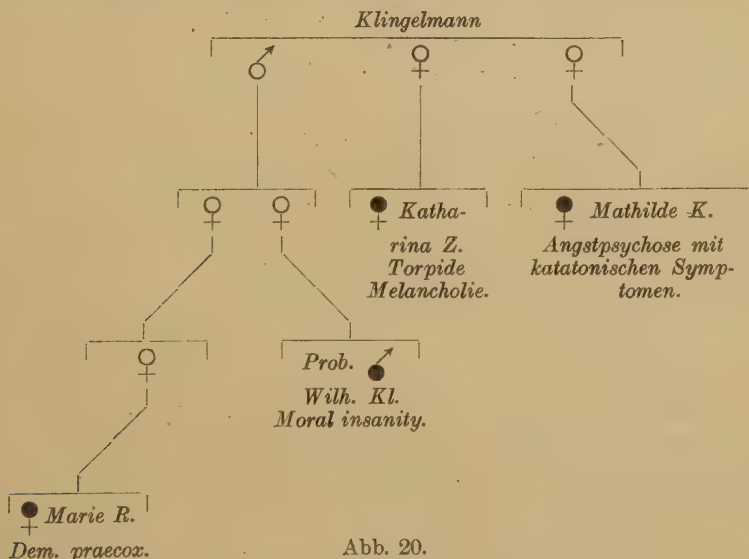 Klingelmann
Katha-
rina Z.
Torpide
Melancholie.
Mathilde K.
Angstpsychose mit
katatonischen Symp-
tomen.
Prob.
Wilh. Kl.
Moral insanity.
Marie R.
Dem. praecox.
Abb. 20.